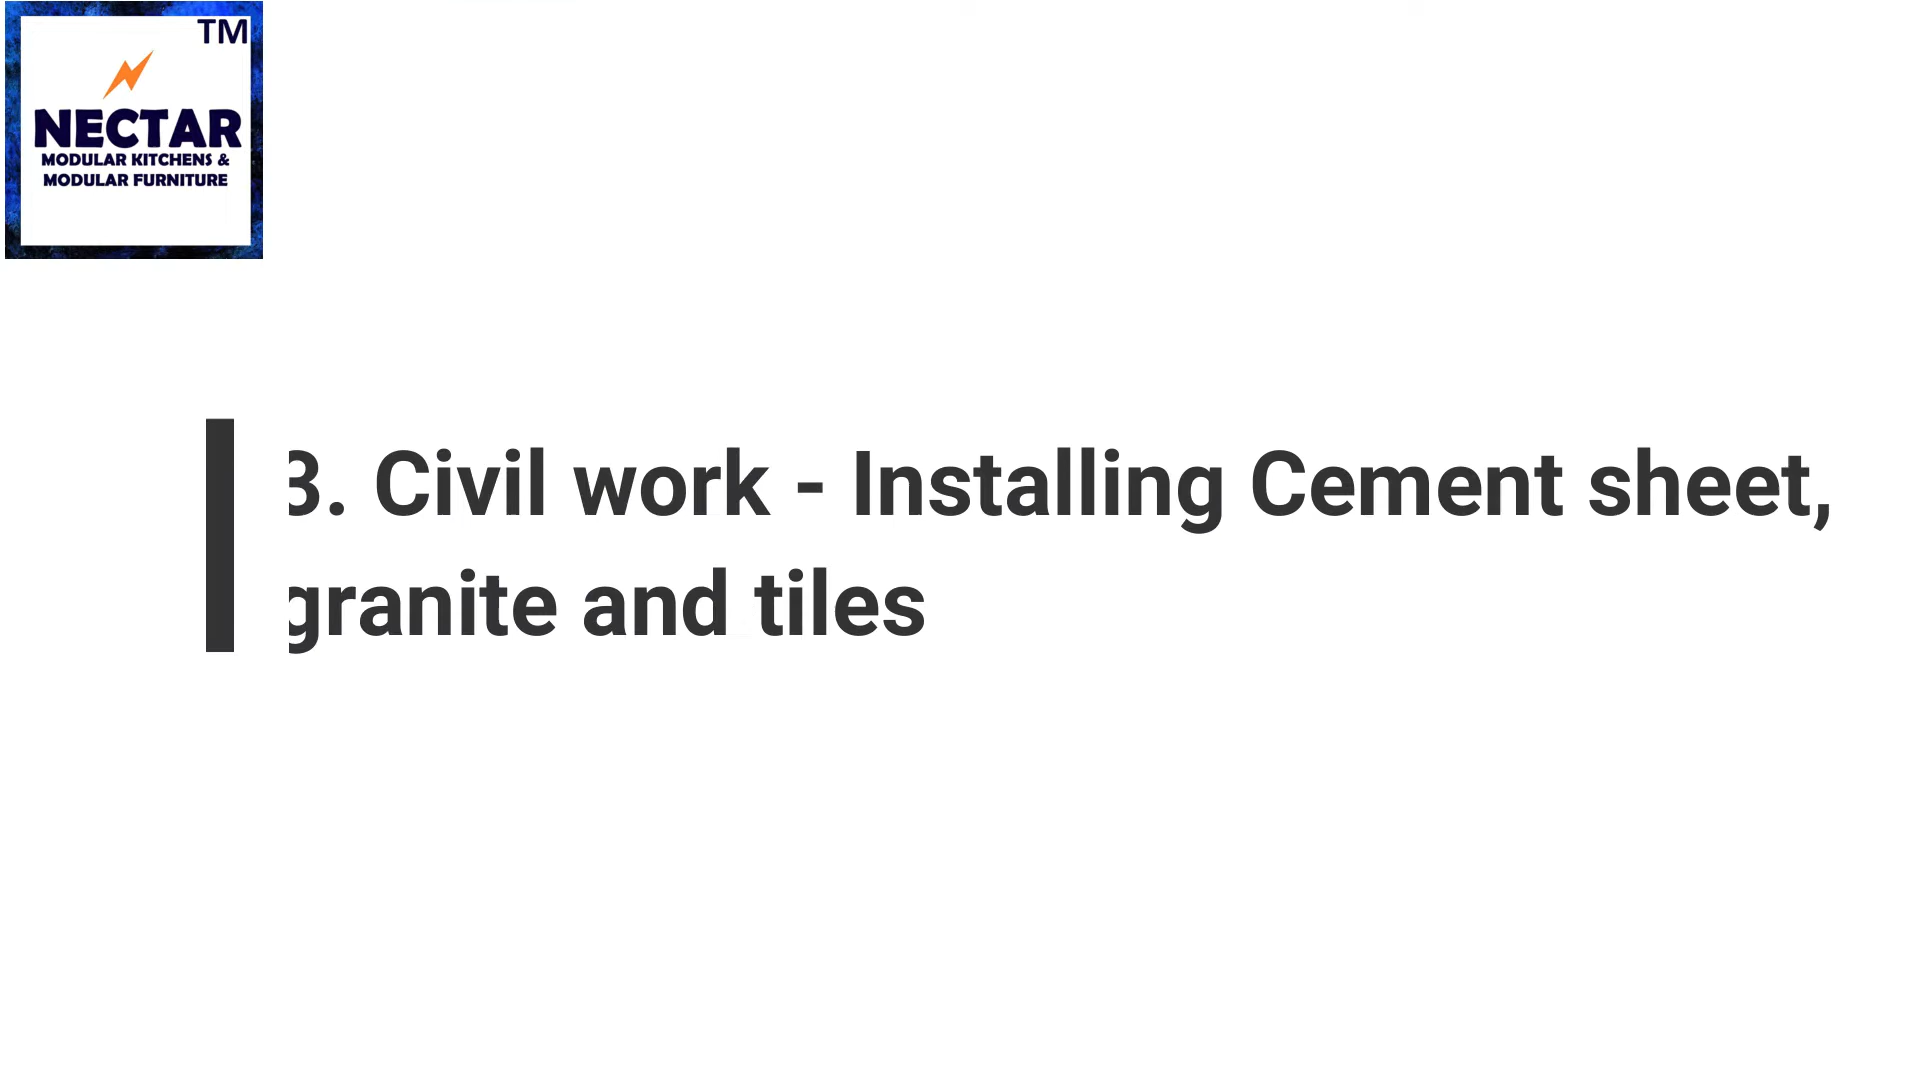 TM
NECTAR
MODULAR KITCHENS &
MODULAR FURNITURE
3. Civil work - Installing Cement sheet,
granite and tiles